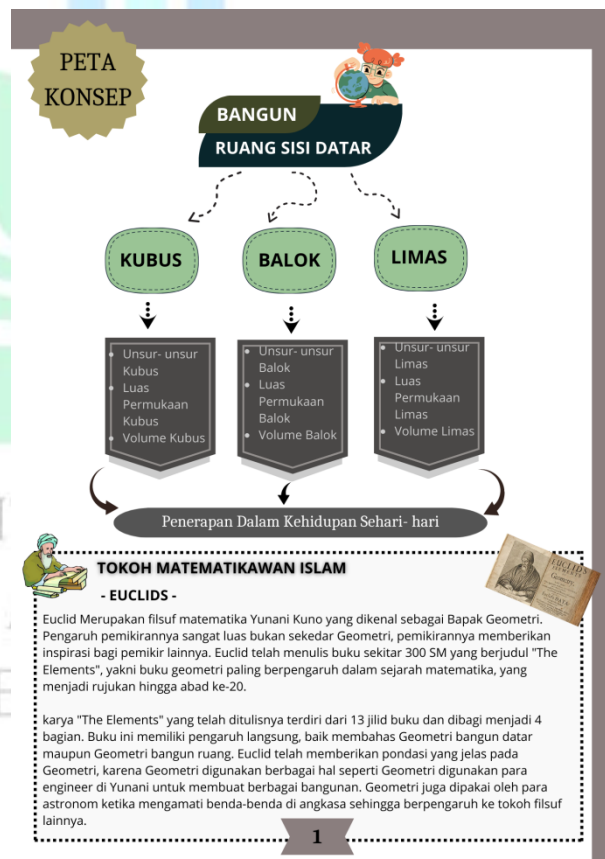 PETA
KONSEP
BANGUN
RUANG SISI DATAR
KUBUS
BALOK
LIMAS
• Unsur- unsur
Kubus
• Luas
Permukaan
Kubus
• Volume Kubus
• Unsur- unsur
Balok
• Luas
Permukaan
Balok
• Volume Balok
• Unsur- unsur
Limas
• Luas
Permukaan
Limas
• Volume Limas
Penerapan Dalam Kehidupan Sehari- hari
TOKOH MATEMATIKAWAN ISLAM
- EUCLIDS -
EUCLIDS
ELEMENTS
Geometry
Euclid Merupakan filsuf matematika Yunani Kuno yang dikenal sebagai Bapak Geometri.
Pengaruh pemikirannya sangat luas bukan sekedar Geometri, pemikirannya memberikan
inspirasi bagi pemikir lainnya. Euclid telah menulis buku sekitar 300 SM yang berjudul "The
Elements", yakni buku geometri paling berpengaruh dalam sejarah matematika, yang
menjadi rujukan hingga abad ke-20.
karya "The Elements" yang telah ditulisnya terdiri dari 13 jilid buku dan dibagi menjadi 4
bagian. Buku ini memiliki pengaruh langsung, baik membahas Geometri bangun datar
maupun Geometri bangun ruang. Euclid telah memberikan pondasi yang jelas pada
Geometri, karena Geometri digunakan berbagai hal seperti Geometri digunakan para
engineer di Yunani untuk membuat berbagai bangunan. Geometri juga dipakai oleh para
astronom ketika mengamati benda-benda di angkasa sehingga berpengaruh ke tokoh filsuf
lainnya.
1